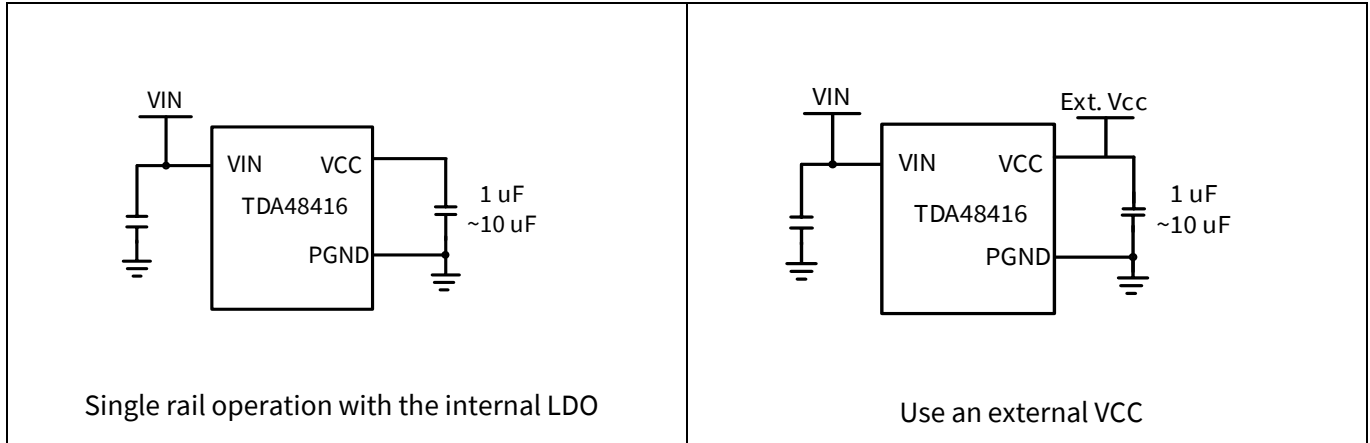 VIN
VIN
VCC
TDA48416
1 uF
~10 uF
PGND
Single rail operation with the internal LDO
VIN
Ext. Vcc
VIN
VCC
TDA48416
1 uF
~10 uF
PGND
Use an external VCC